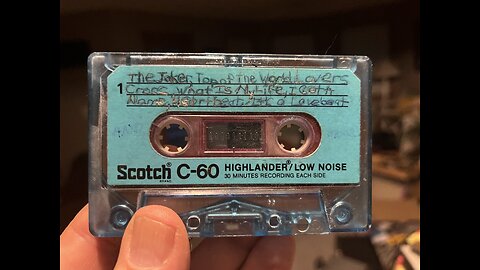 The Joker Top of the World Lovers
1 Cross, What Is A, Life, I Got A
Name, Heartbeat, It's a Lovebeat
Scotch C-60 HIGHLANDER®/LOW NOISE
BRAND 30 MINUTES RECORDING EACH SIDE